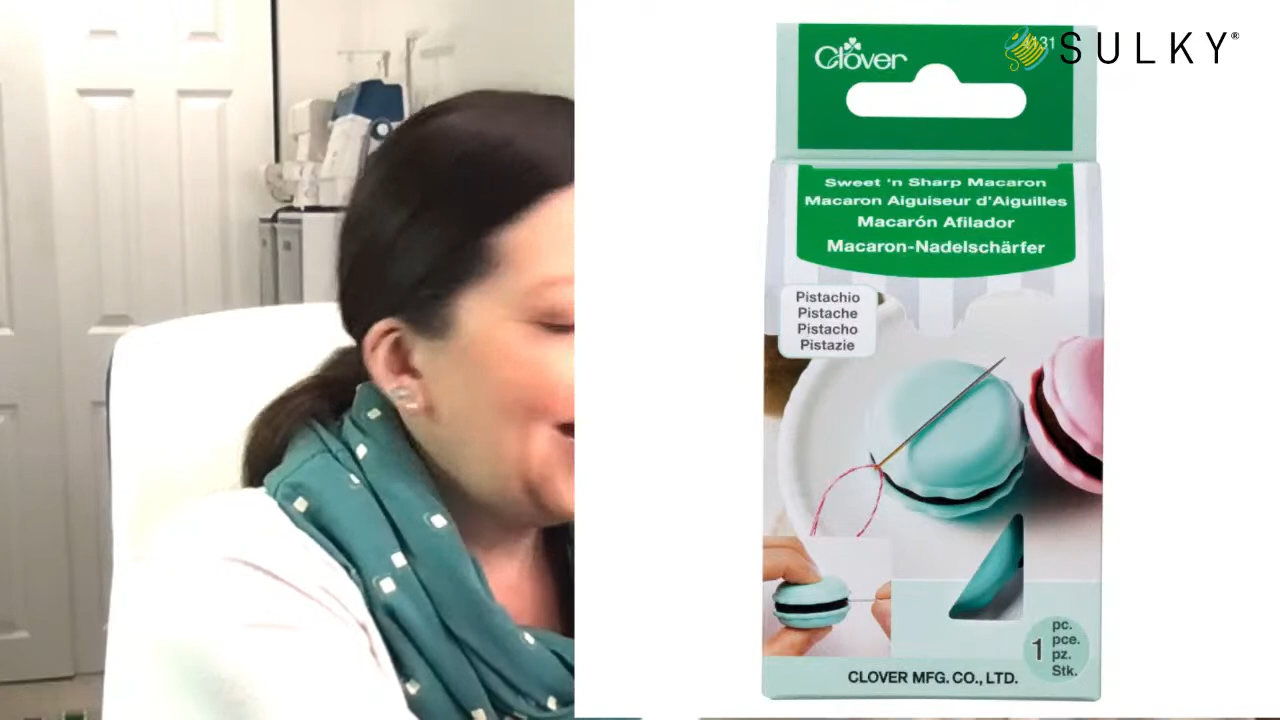 Clover
SULKY®
Sweet 'n Sharp Macaron
Macaron Aiguiseur d'Aiguilles
Macarón Afilador
Macaron-Nadelschärfer
Pistachio
Pistache
Pistacho
Pistazie
1
pc.
pce.
pz.
Stk.
CLOVER MFG. CO., LTD.